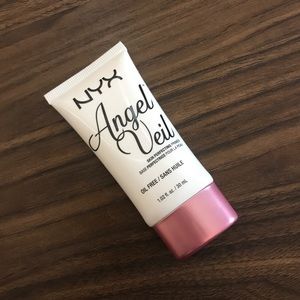 NYX
Angel
Veil
SKIN PERFECTING PRIMER
BASE PERFECTRICE POUR LA PEAU
OIL FREE / SANS HUILE
1.02 fl. oz. / 30 mL